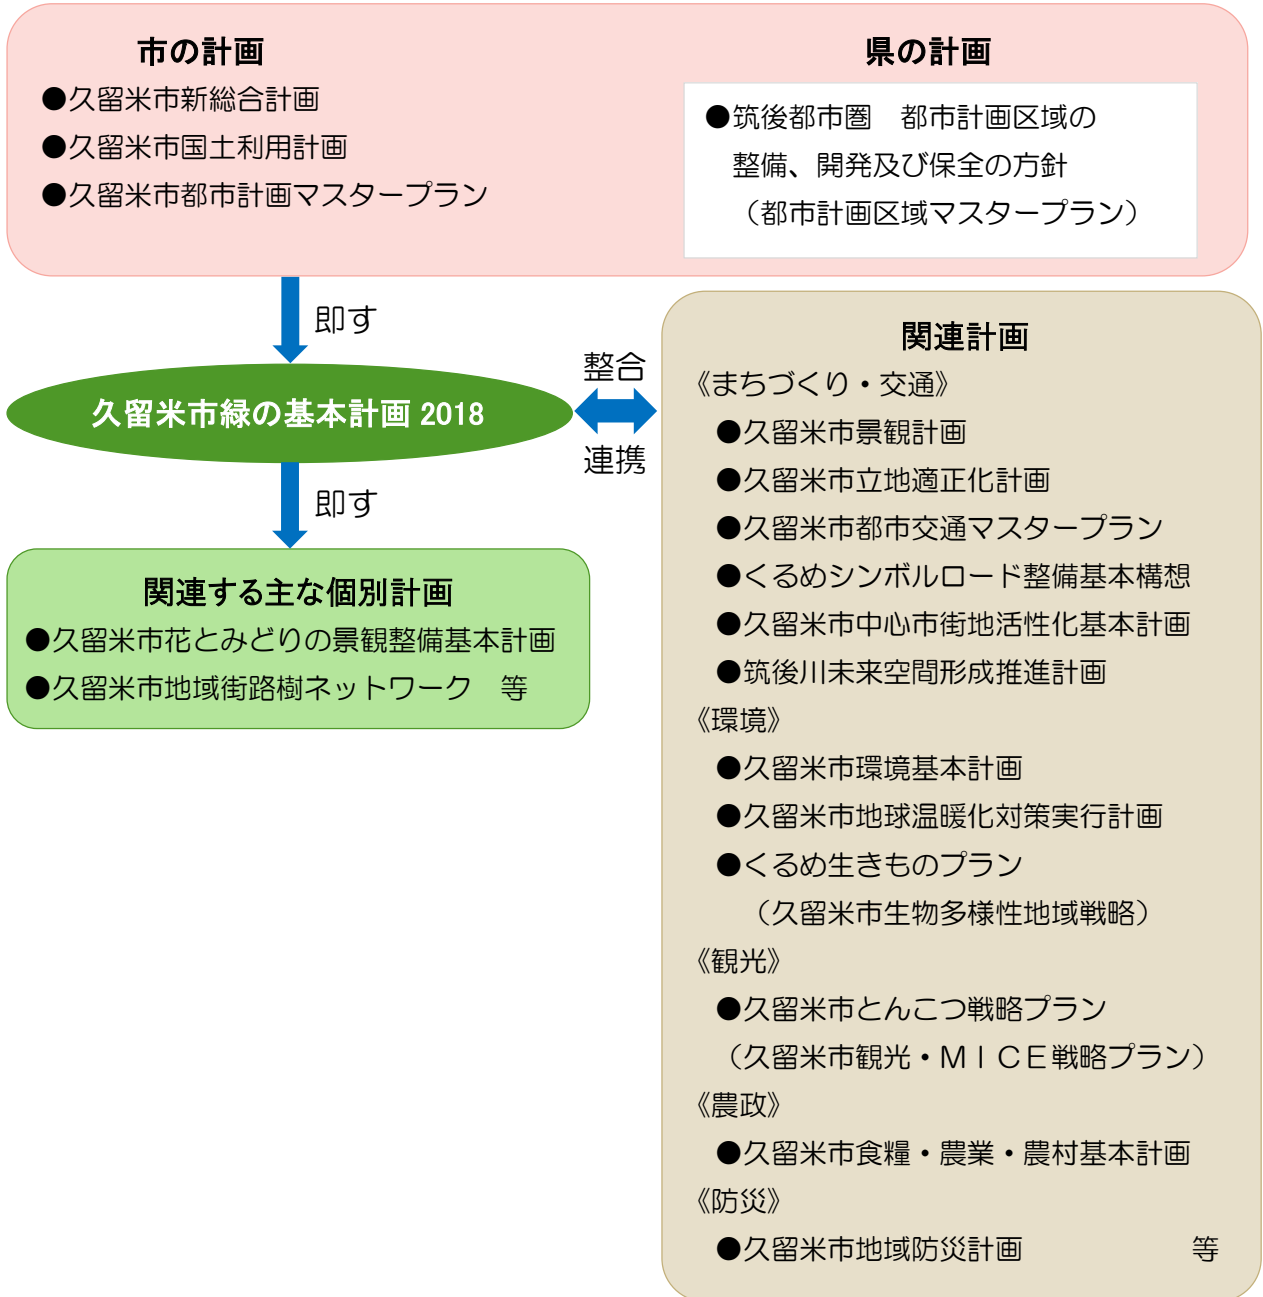 市の計画
●久留米市新総合計画
●久留米市国土利用計画
●久留米市都市計画マスタープラン
県の計画
●筑後都市圏　都市計画区域の
整備、開発及び保全の方針
（都市計画区域マスタープラン）
即す
久留米市緑の基本計画 2018
整合
連携
即す
関連する主な個別計画
●久留米市花とみどりの景観整備基本計画
●久留米市地域街路樹ネットワーク　等
関連計画
《まちづくり・交通》
●久留米市景観計画
●久留米市立地適正化計画
●久留米市都市交通マスタープラン
●くるめシンボルロード整備基本構想
●久留米市中心市街地活性化基本計画
●筑後川未来空間形成推進計画
《環境》
●久留米市環境基本計画
●久留米市地球温暖化対策実行計画
●くるめ生きものプラン
（久留米市生物多様性地域戦略）
《観光》
●久留米市とんこつ戦略プラン
（久留米市観光・ＭＩＣＥ戦略プラン）
《農政》
●久留米市食糧・農業・農村基本計画
《防災》
●久留米市地域防災計画　　　　　　等